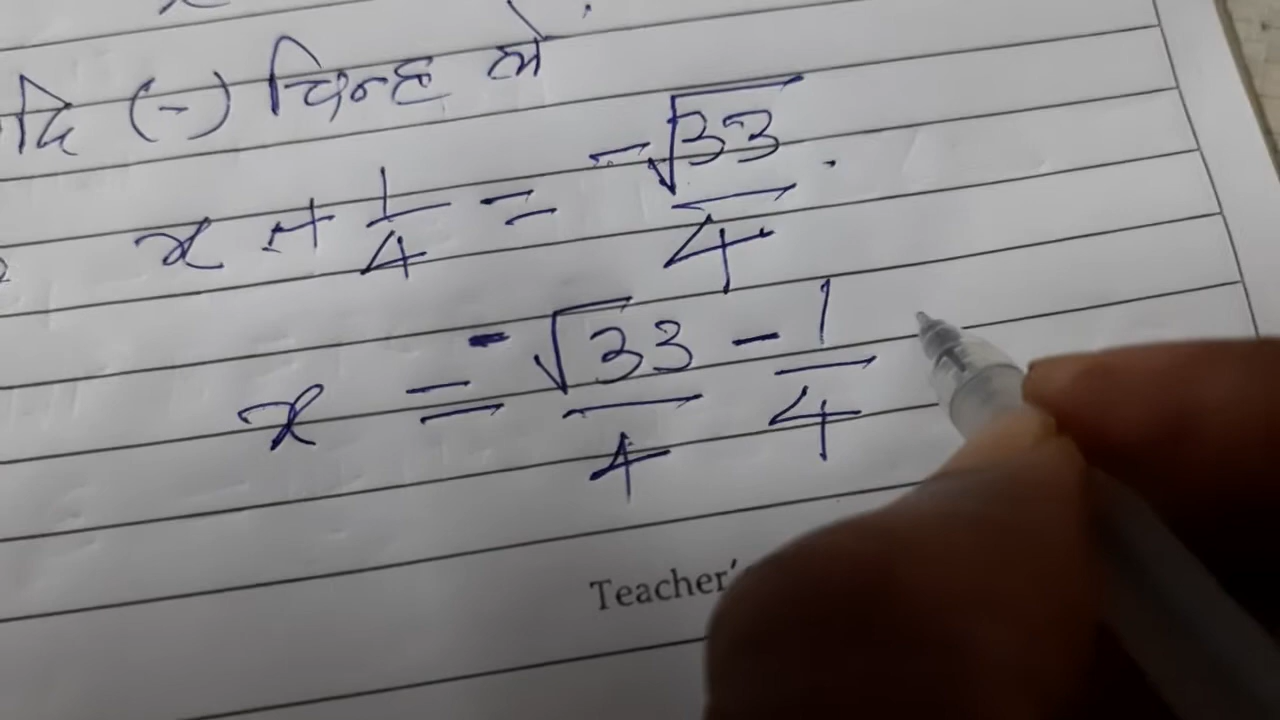 (-) चिन्ह ले
x + 1/4 = -√33/4.
x = -√33/4 - 1/4
Teacher'